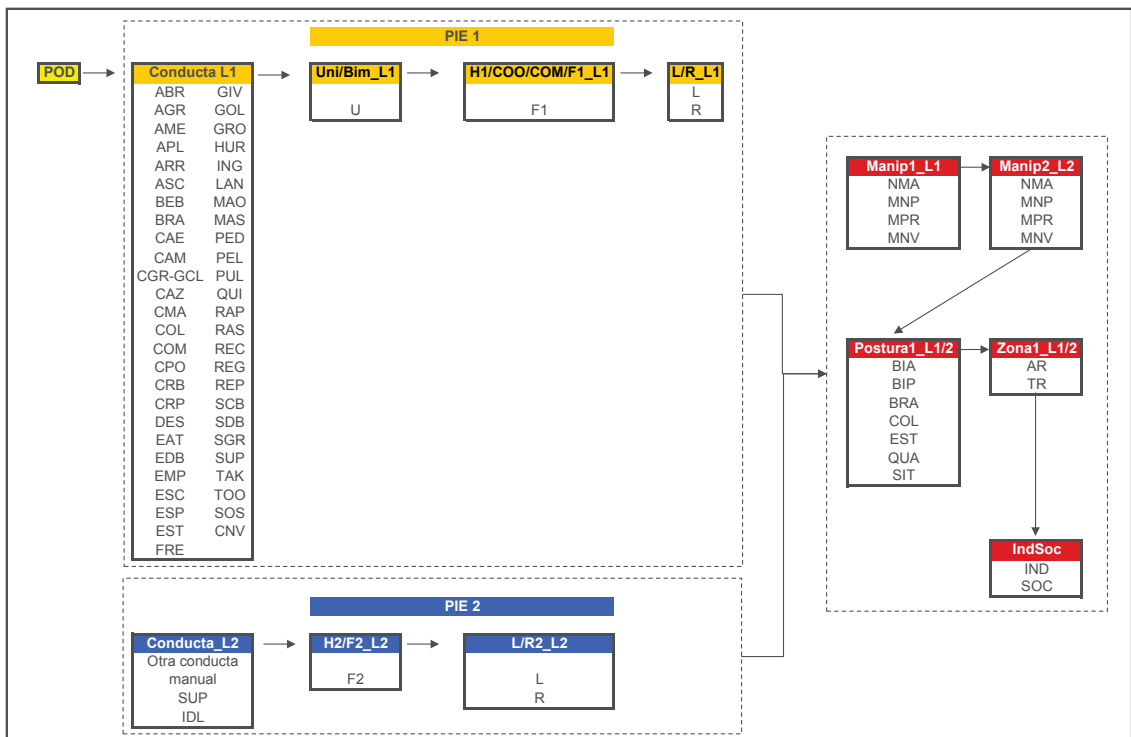 PIE 1
POD
Conducta L1
Uni/Bim_L1
H1/COO/COM/F1_L1
L/R_L1
ABR GIV
AGR GOL
AME GRO
APL HUR
ARR ING
ASC LAN
BEB MAO
BRA MAS
CAE PED
CAM PEL
CGR-GCL PUL
CAZ QUI
CMA RAP
COL RAS
COM REC
CPO REG
CRB REP
CRP SCB
DES SDB
EAT SGR
EDB SUP
EMP TAK
ESC TOO
ESP SOS
EST CNV
FRE
U
F1
L
R
Manip1_L1
NMA
MNP
MPR
MNV
Manip2_L2
NMA
MNP
MPR
MNV
Postura1_L1/2
BIA
BIP
BRA
COL
EST
QUA
SIT
Zona1_L1/2
AR
TR
IndSoc
IND
SOC
PIE 2
Conducta_L2
Otra conducta
manual
SUP
IDL
H2/F2_L2
F2
L/R2_L2
L
R